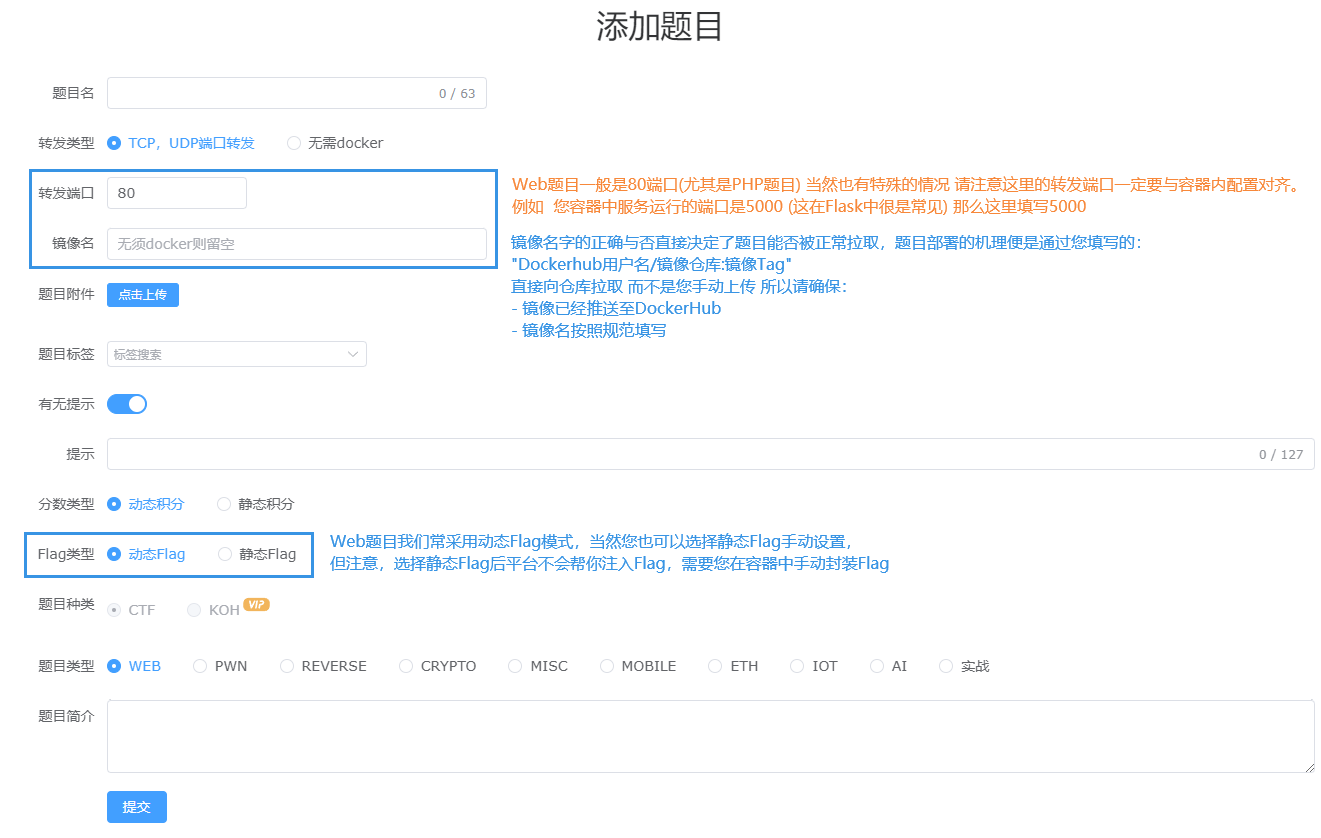 添加题目
题目名
0 / 63
转发类型 TCP，UDP端口转发 无需docker
转发端口 80
Web题目一般是80端口(尤其是PHP题目) 当然也有特殊的情况 请注意这里的转发端口一定要与容器内配置对齐。
例如 您容器中服务运行的端口是5000 (这在Flask中很是常见) 那么这里填写5000
镜像名 无须docker则留空
镜像名字的正确与否直接决定了题目能否被正常拉取，题目部署的机理便是通过您填写的：
"Dockerhub用户名/镜像仓库:镜像Tag"
直接向仓库拉取 而不是您手动上传 所以请确保：
- 镜像已经推送至DockerHub
- 镜像名按照规范填写
题目附件 点击上传
题目标签 标签搜索
有无提示
提示 0 / 127
分数类型 动态积分 静态积分
Flag类型 动态Flag 静态Flag
Web题目我们常采用动态Flag模式，当然您也可以选择静态Flag手动设置，
但注意，选择静态Flag后平台不会帮你注入Flag，需要您在容器中手动封装Flag
题目种类 CTF KOH VIP
题目类型 WEB PWN REVERSE CRYPTO MISC MOBILE ETH IOT AI 实战
题目简介
提交